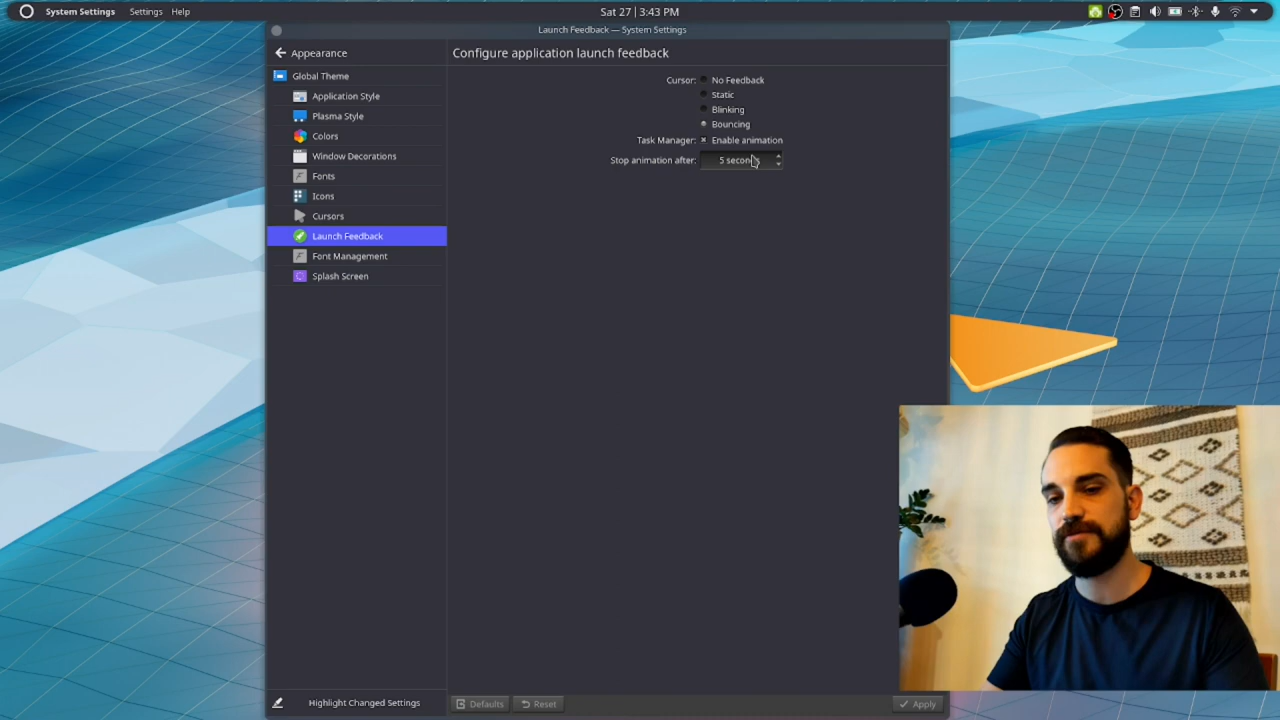 System Settings Settings Help Sat 27 | 3:43 PM
Launch Feedback — System Settings
Appearance
Global Theme
Application Style
Plasma Style
Colors
Window Decorations
Fonts
Icons
Cursors
Launch Feedback
Font Management
Splash Screen
Highlight Changed Settings
Configure application launch feedback
Cursor: No Feedback
Static
Blinking
Bouncing
Task Manager: Enable animation
Stop animation after: 5 seconds
Defaults Reset Apply